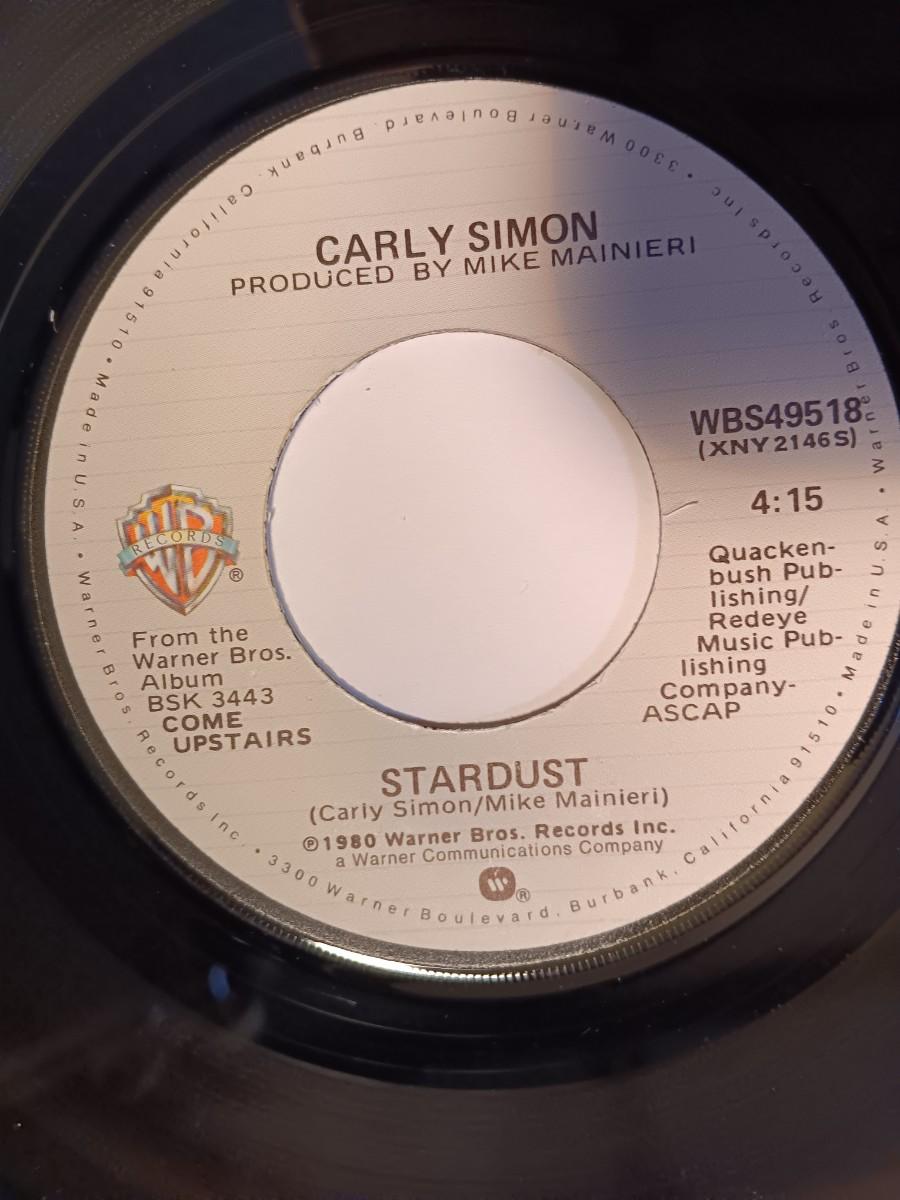 CARLY SIMON
PRODUCED BY MIKE MAINIERI
WBS49518
(XNY 2146S)
4:15
Quacken-
bush Pub-
lishing/
Redeye
Music Pub-
lishing
Company-
ASCAP
WB
RECORDS
®
From the
Warner Bros.
Album
BSK 3443
COME
UPSTAIRS
STARDUST
(Carly Simon/Mike Mainieri)
℗1980 Warner Bros. Records Inc.
a Warner Communications Company
®
Warner Bros. Records Inc. • 3300 Warner Boulevard, Burbank, California 91510 • Made in U.S.A. •
Warner Bros. Records Inc. • 3300 Warner Boulevard, Burbank, California 91510 • Made in U.S.A. •